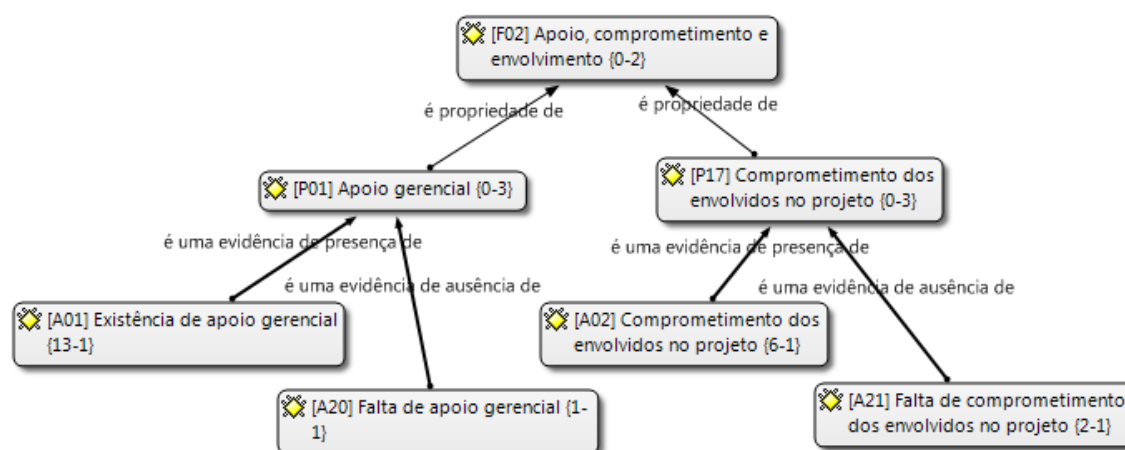 [F02] Apoio, comprometimento e
envolvimento {0-2}
é propriedade de
é propriedade de
[P01] Apoio gerencial {0-3}
[P17] Comprometimento dos
envolvidos no projeto {0-3}
é uma evidência de presença de
é uma evidência de presença de
é uma evidência de ausência de
é uma evidência de ausência de
[A01] Existência de apoio gerencial
{13-1}
[A02] Comprometimento dos
envolvidos no projeto {6-1}
[A20] Falta de apoio gerencial {1-
1}
[A21] Falta de comprometimento
dos envolvidos no projeto {2-1}